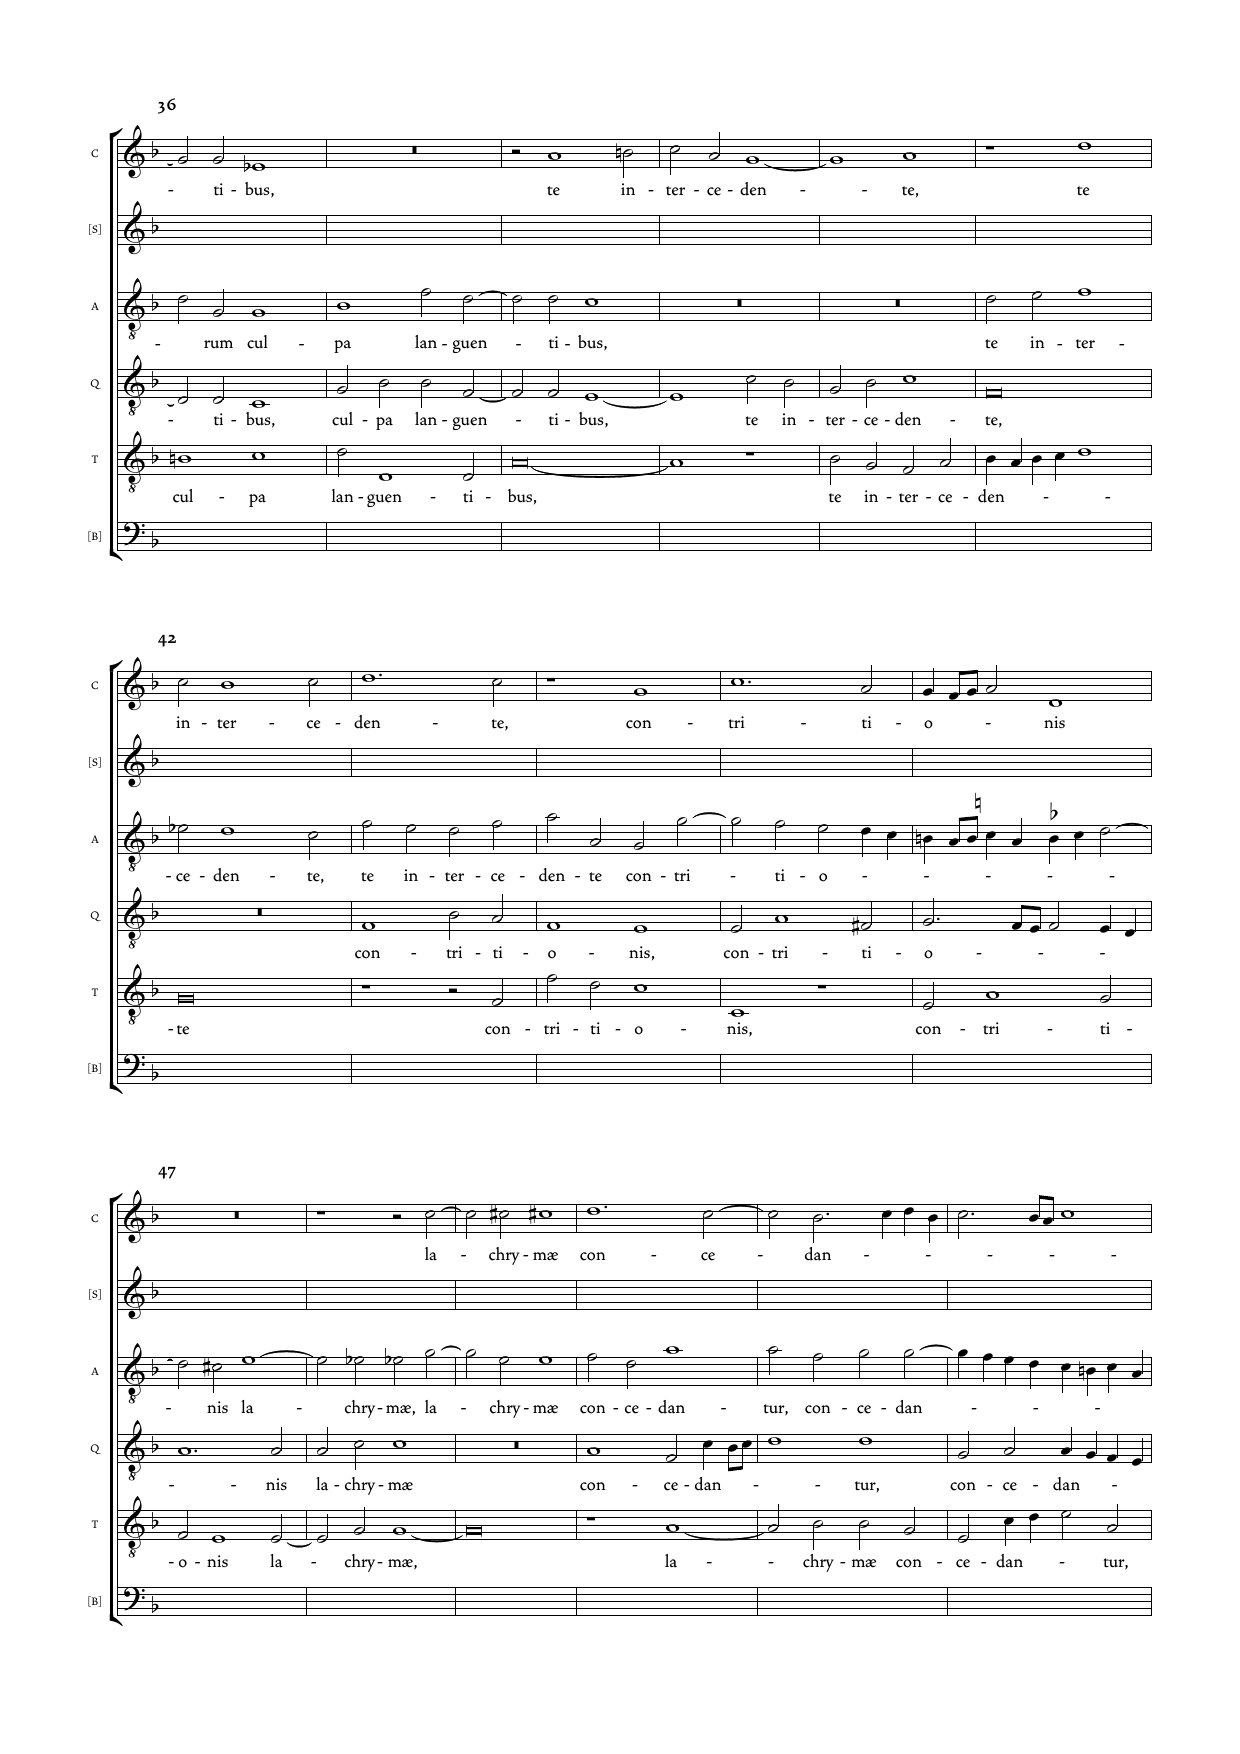 36
C
- ti - bus, te in - ter - ce - den - - te, te
[S]
A
- rum cul - pa lan - guen - ti - bus, te in - ter -
Q
- ti - bus, cul - pa lan - guen - ti - bus, te in - ter - ce - den - te,
T
cul - pa lan - guen - ti - bus, te in - ter - ce - den - -
[B]
42
C
in - ter - ce - den - te, con - tri - ti - o - nis
[S]
A
- ce - den - te, te in - ter - ce - den - te con - tri - ti - o - - - - -
Q
con - tri - ti - o - nis, con - tri - ti - o - - -
T
- te con - tri - ti - o - nis, con - tri - ti -
[B]
47
C
la - chry - mæ con - ce - dan - - - - -
[S]
A
- nis la - chry - mæ, la - chry - mæ con - ce - dan - tur, con - ce - dan - - - -
Q
- - nis la - chry - mæ con - ce - dan - - tur, con - ce - dan -
T
- o - nis la - chry - mæ, la - - chry - mæ con - ce - dan - tur,
[B]